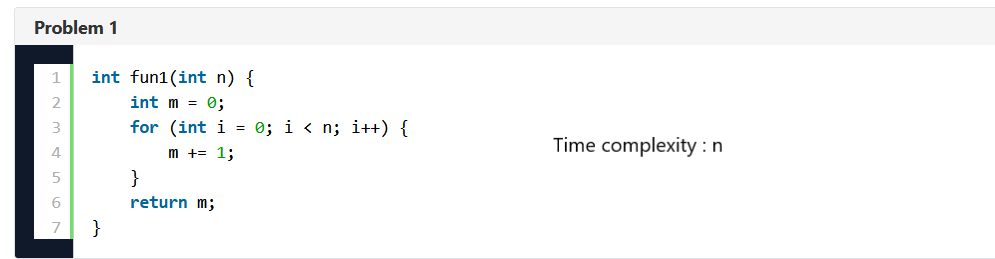 Problem 1
1 int fun1(int n) {
2     int m = 0;
3     for (int i = 0; i < n; i++) {
4         m += 1;
Time complexity : n
5     }
6     return m;
7 }